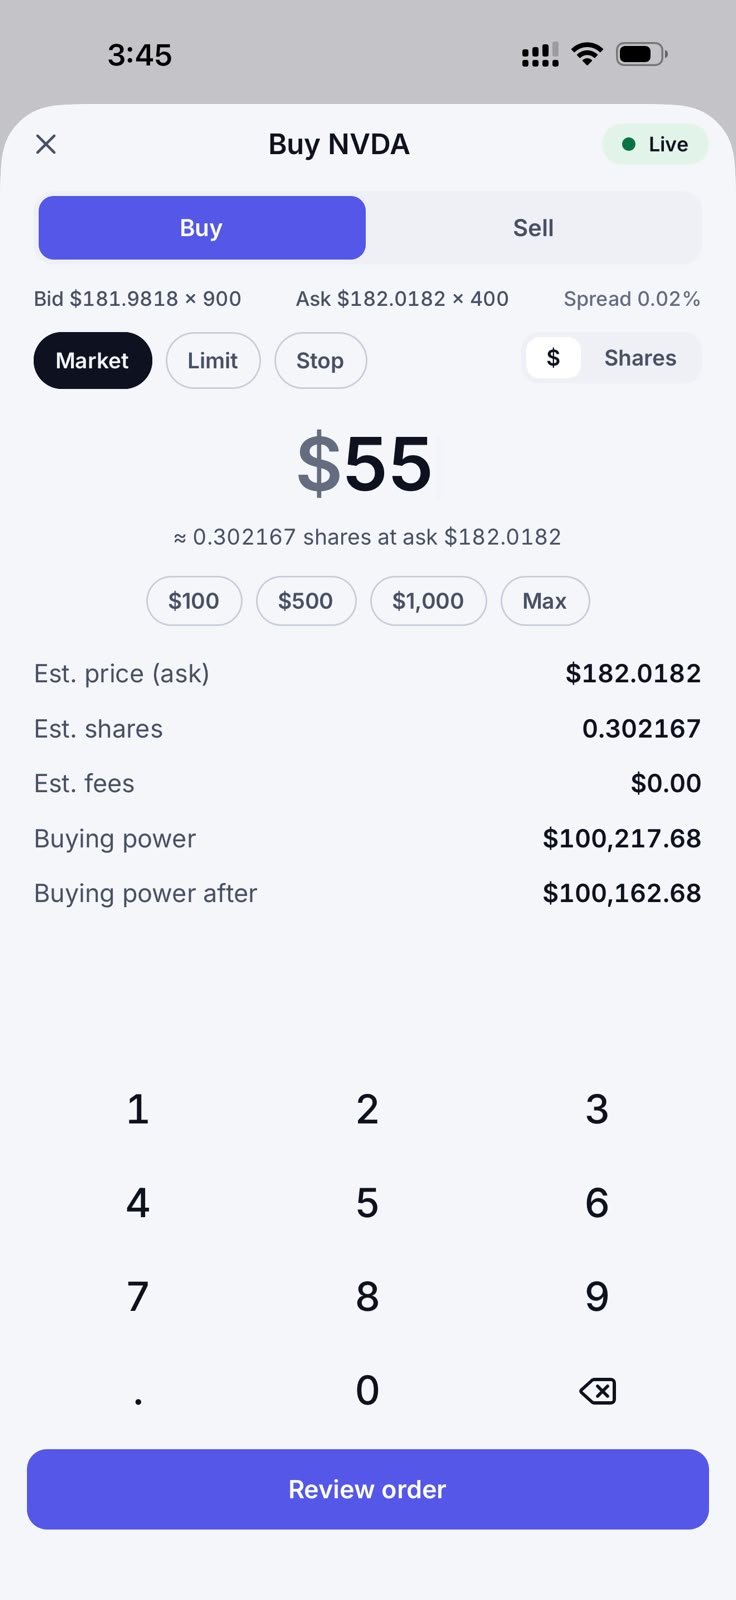 3:45
Buy NVDA
Live
Buy Sell
Bid $181.9818 × 900 Ask $182.0182 × 400 Spread 0.02%
Market Limit Stop $ Shares
$55
≈ 0.302167 shares at ask $182.0182
$100 $500 $1,000 Max
Est. price (ask) $182.0182
Est. shares 0.302167
Est. fees $0.00
Buying power $100,217.68
Buying power after $100,162.68
1 2 3
4 5 6
7 8 9
. 0
Review order